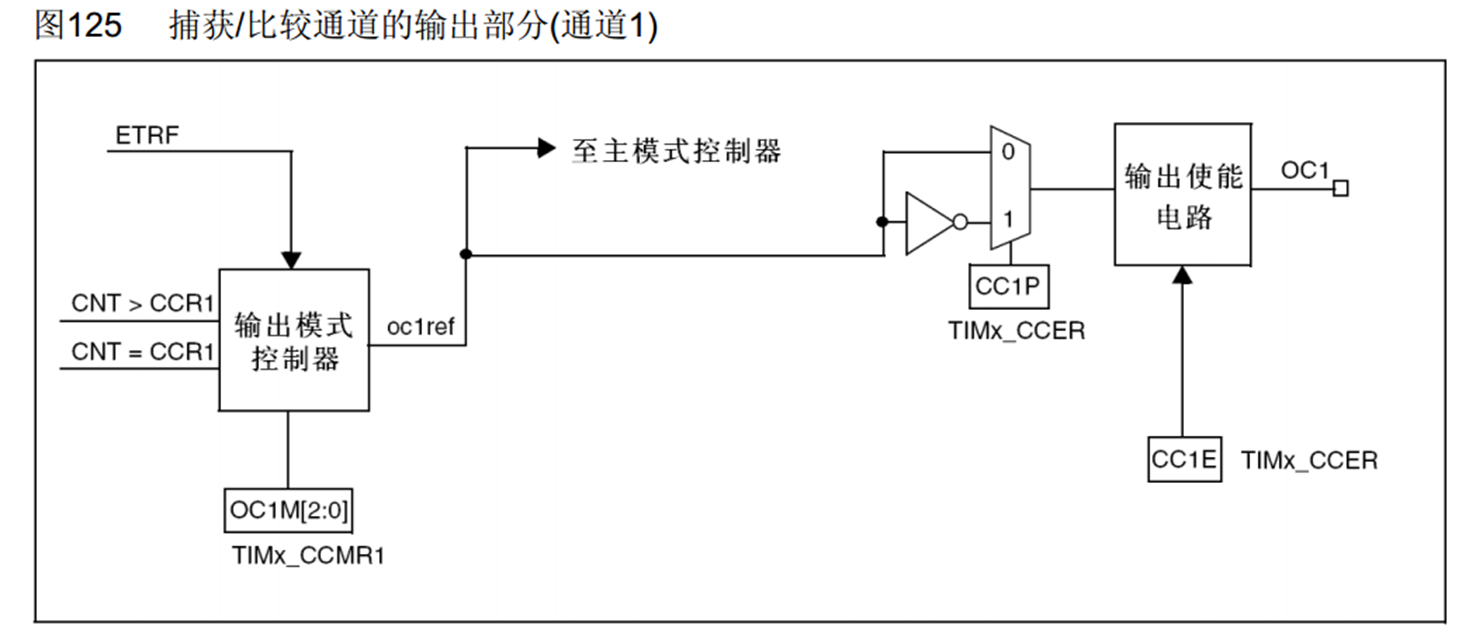 图125 捕获/比较通道的输出部分(通道1)
ETRF
至主模式控制器
0
1
输出使能
电路
OC1
CC1P
TIMx_CCER
CNT > CCR1
CNT = CCR1
输出模式
控制器
oc1ref
CC1E
TIMx_CCER
OC1M[2:0]
TIMx_CCMR1